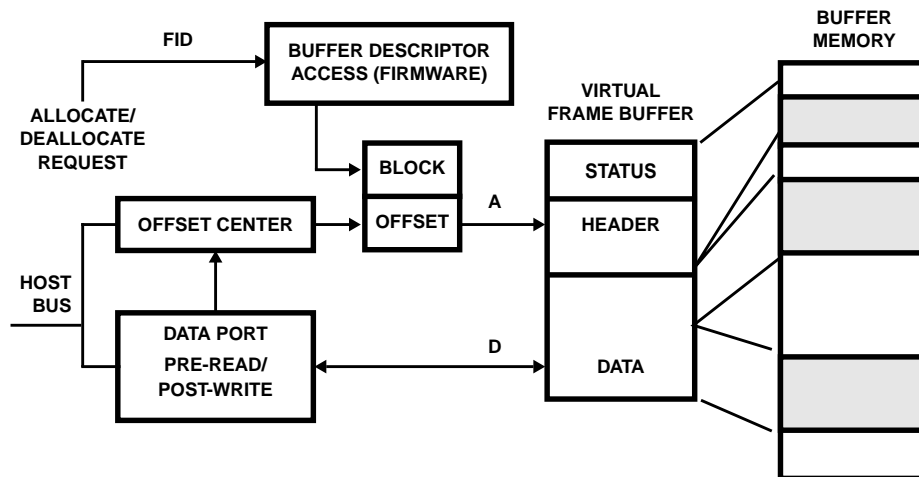 BUFFER
MEMORY
FID
BUFFER DESCRIPTOR
ACCESS (FIRMWARE)
VIRTUAL
FRAME BUFFER
ALLOCATE/
DEALLOCATE
REQUEST
BLOCK
STATUS
OFFSET CENTER
OFFSET
A
HEADER
HOST
BUS
DATA PORT
PRE-READ/
POST-WRITE
D
DATA